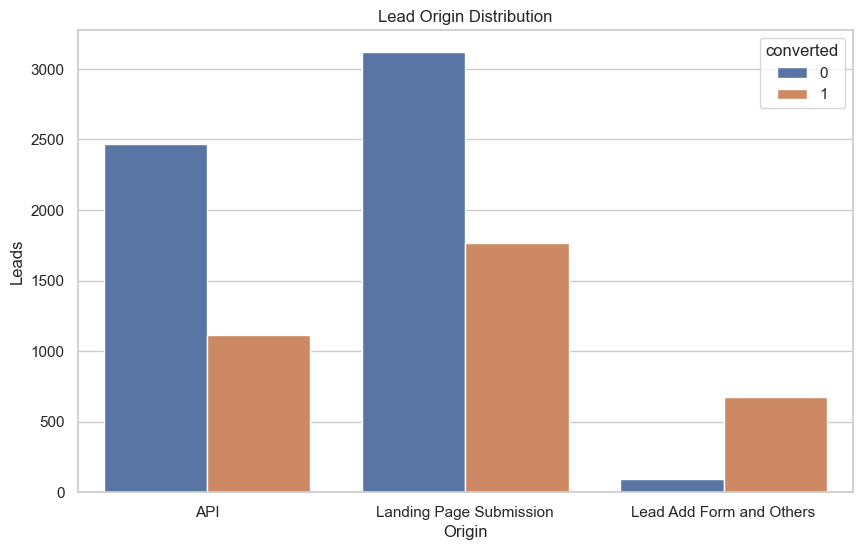 Lead Origin Distribution
converted
0
1
3000
2500
2000
1500
1000
500
0
Leads
API
Landing Page Submission
Lead Add Form and Others
Origin